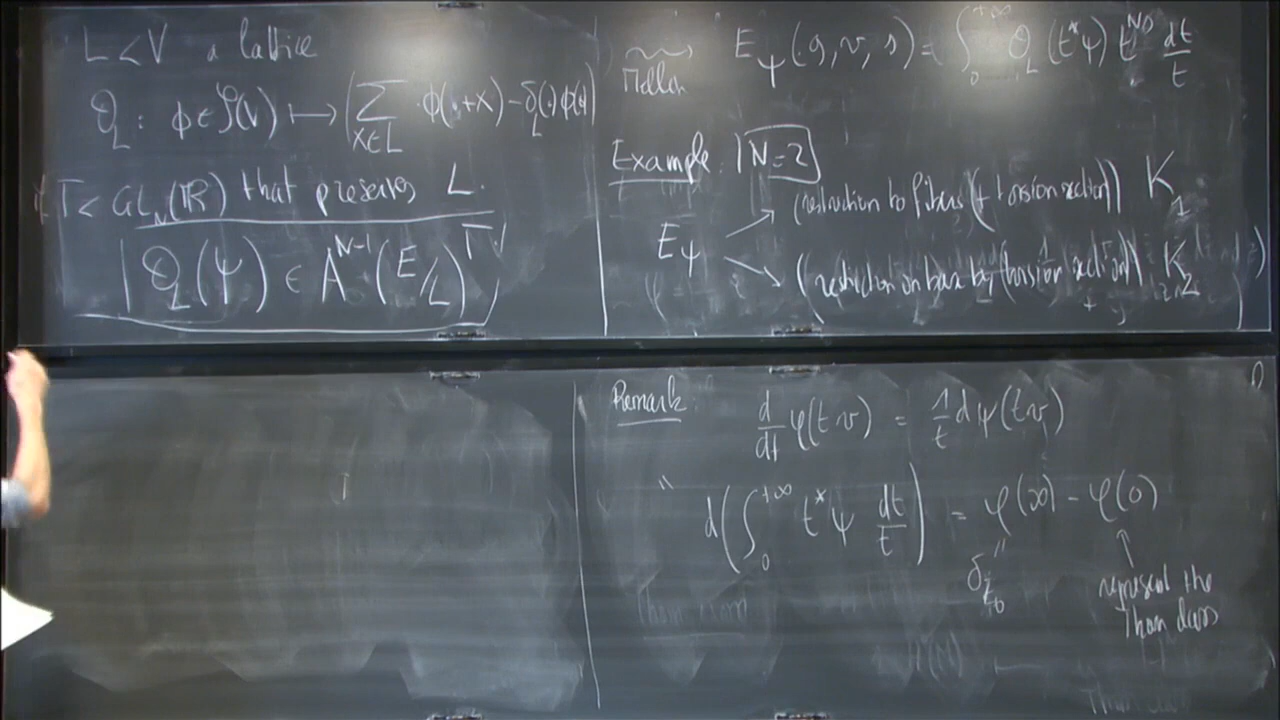 L < V a lattice
Θ_L : φ ∈ 𝒮(V) ↦ (∑_{X∈L} φ(· + X) − δ_L(·) φ(0))
Γ < GL_N(ℝ) that preserves L.
Θ_L(ψ) ∈ A^{N-1}(E/L)^Γ
Mellin E_ψ(g, v, s) = ∫_0^{+∞} Θ_L(t*ψ) t^{Ns} dt/t
Example: N=2
E_ψ
(restriction to fibers (+ torsion section)) K_1
(restriction on base by (torsion section)) K_2
Remark: d/dt φ(tv) = 1/t dψ(tv)
" d(∫_0^{+∞} t*ψ dt/t) = φ(∞) − φ(0)
δ
represent the
Thom class